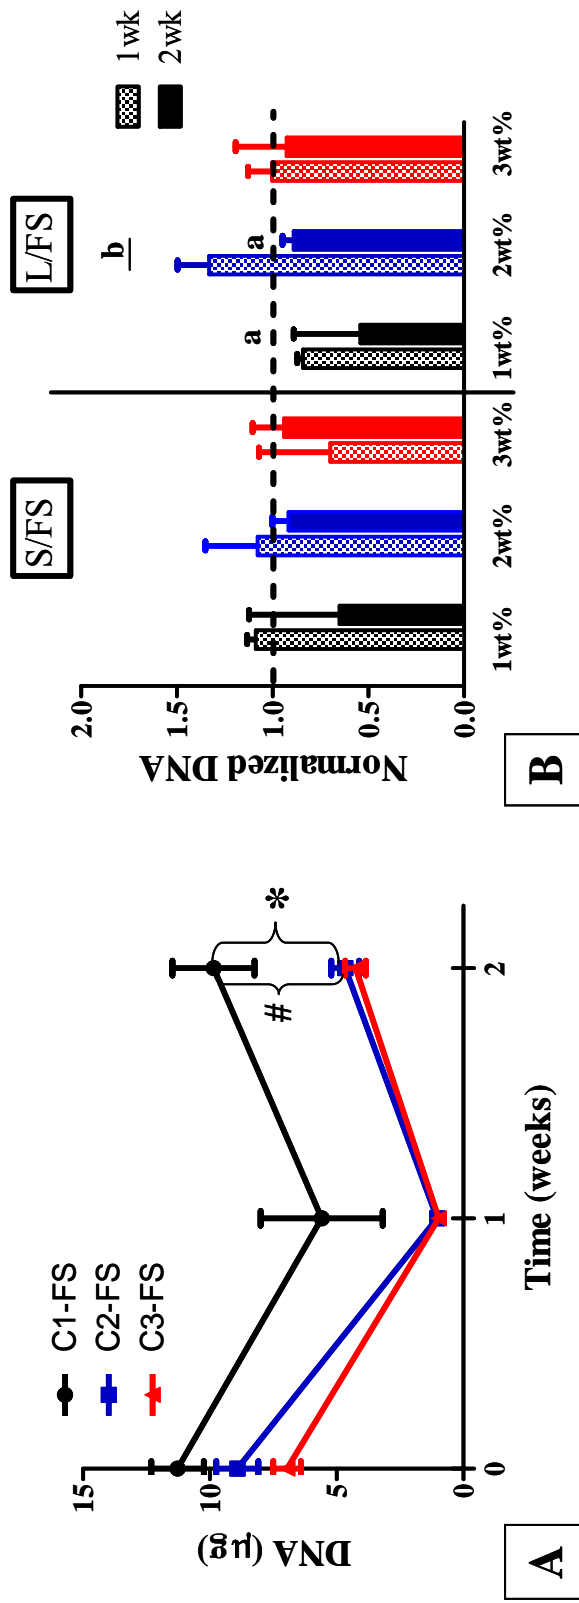 15
10
5
0
DNA (μg)
C1-FS
C2-FS
C3-FS
#
*
0
1
2
Time (weeks)
A
S/FS
L/FS
1wk
2wk
b
a
a
2.0
1.5
1.0
0.5
0.0
Normalized DNA
1wt%
2wt%
3wt%
1wt%
2wt%
3wt%
B